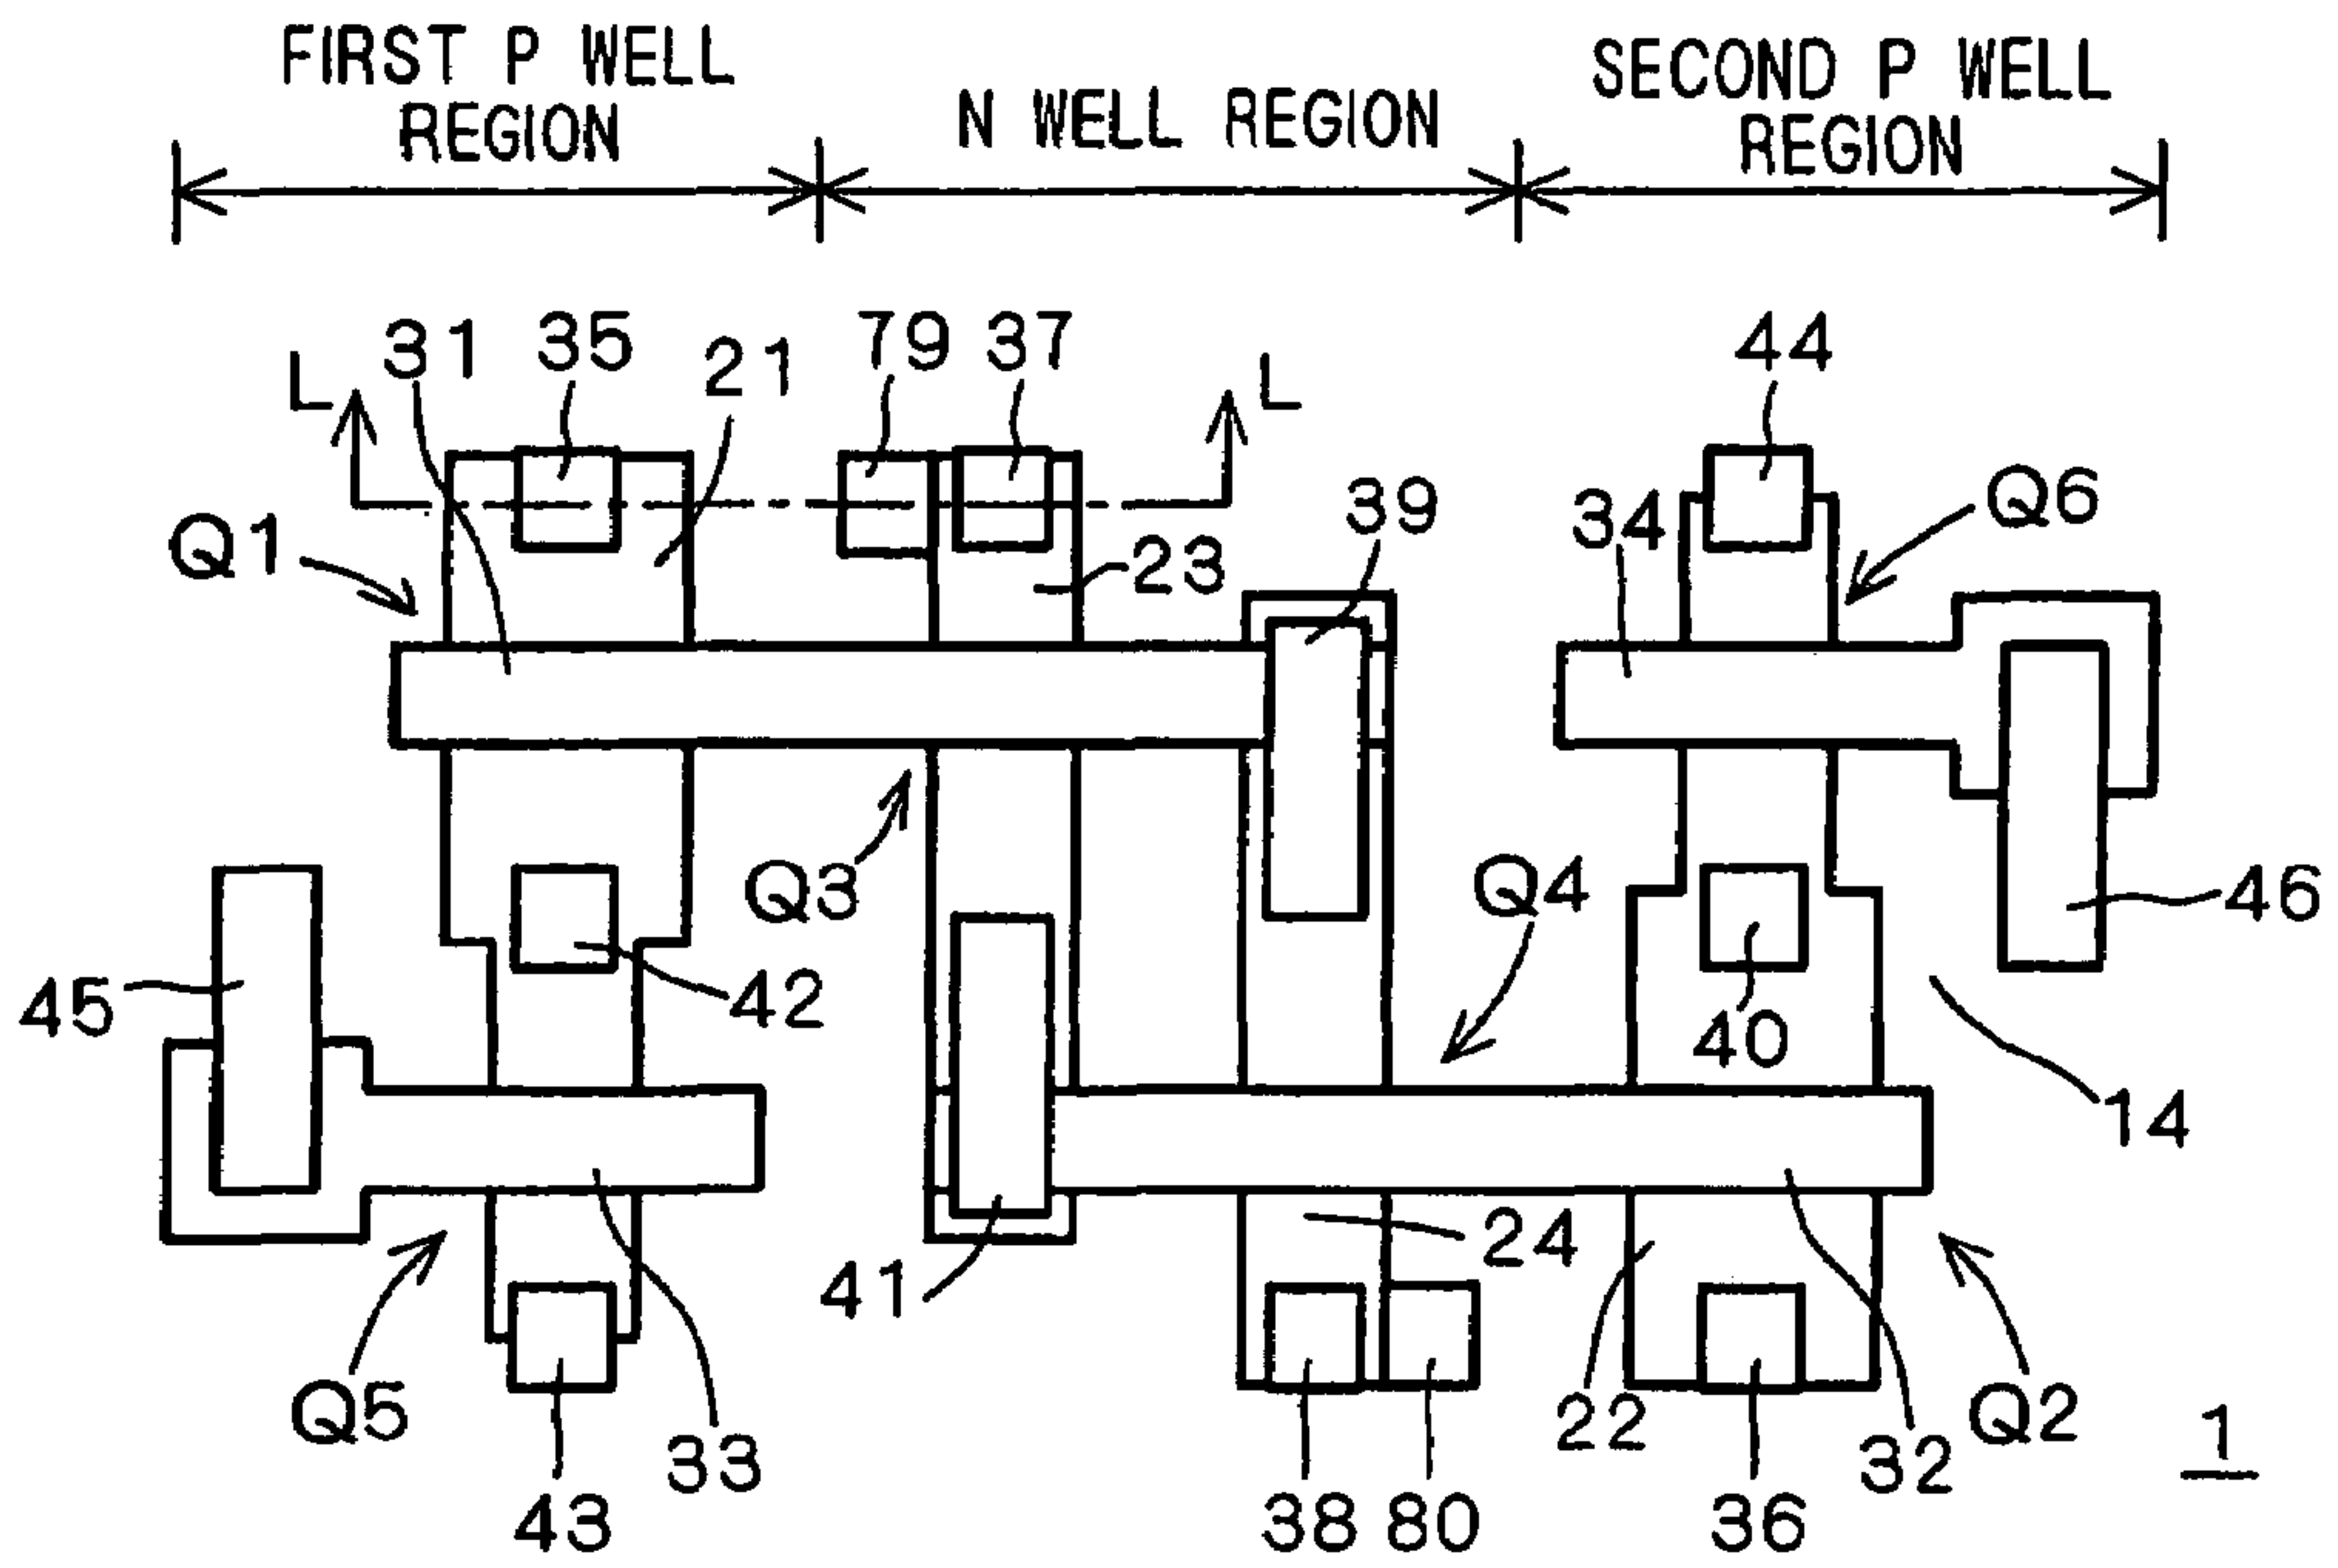 FIRST P WELL
REGION
N WELL REGION
SECOND P WELL
REGION
31
35
21
79
37
44
L
L
39
34
Q6
Q1
23
Q3
Q4
46
45
42
40
14
41
24
Q5
33
43
38
80
22
36
32
Q2
1